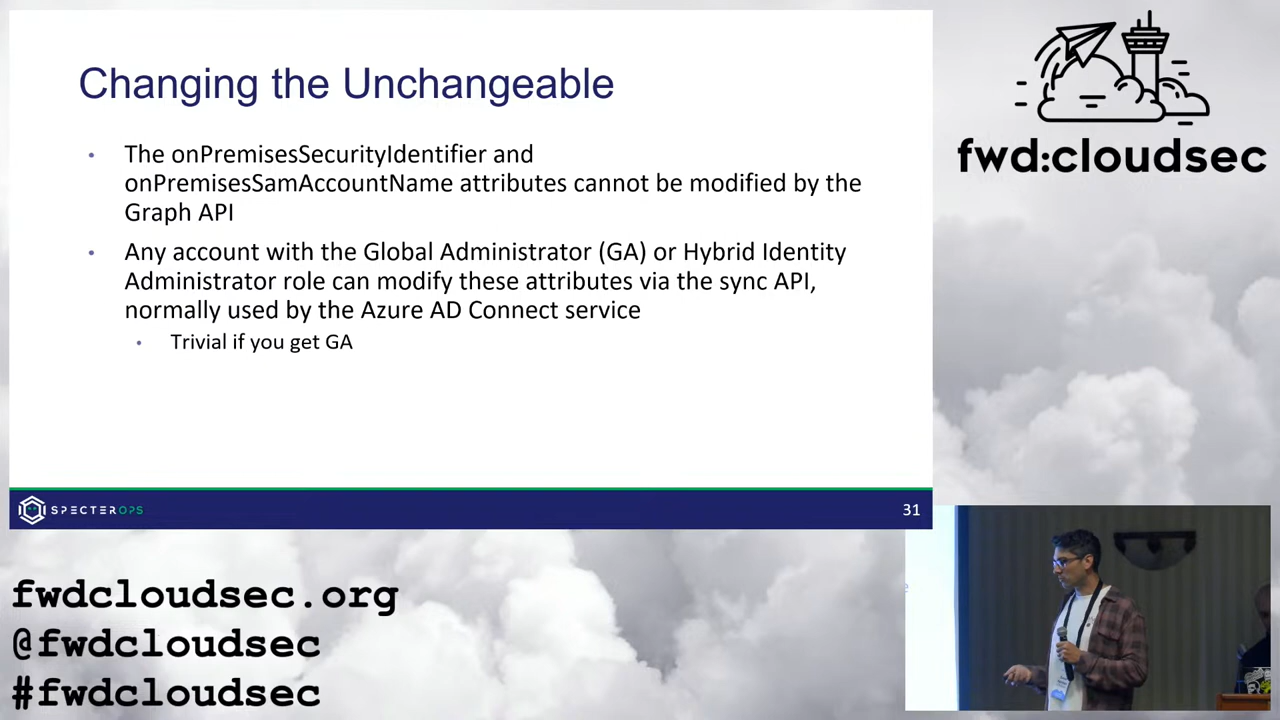 Changing the Unchangeable
• The onPremisesSecurityIdentifier and
onPremisesSamAccountName attributes cannot be modified by the
Graph API
• Any account with the Global Administrator (GA) or Hybrid Identity
Administrator role can modify these attributes via the sync API,
normally used by the Azure AD Connect service
• Trivial if you get GA
SPECTEROPS
31
fwd:cloudsec
fwdcloudsec.org
@fwdcloudsec
#fwdcloudsec